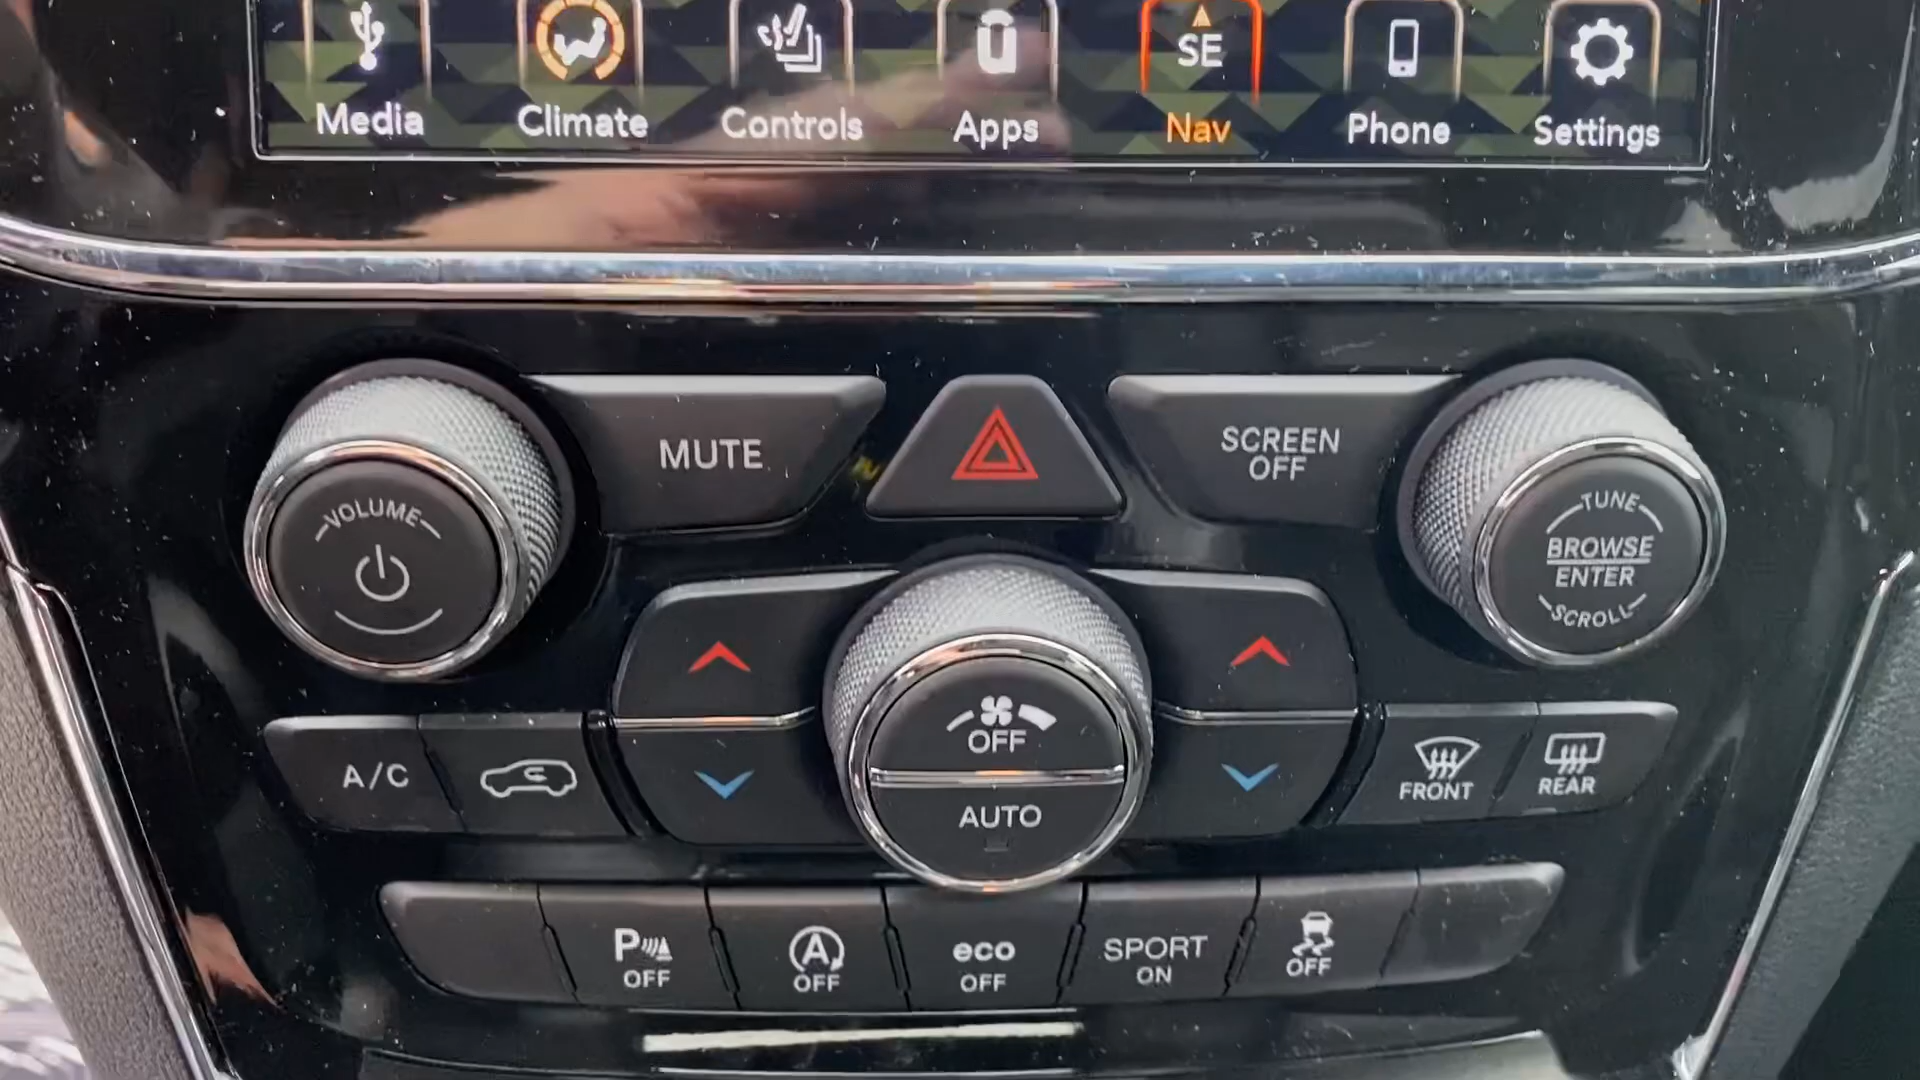 SE
Media
Climate
Controls
Apps
Nav
Phone
Settings
MUTE
SCREEN
OFF
VOLUME
TUNE
BROWSE
ENTER
SCROLL
OFF
AUTO
A/C
FRONT
REAR
P
OFF
A
OFF
eco
OFF
SPORT
ON
OFF